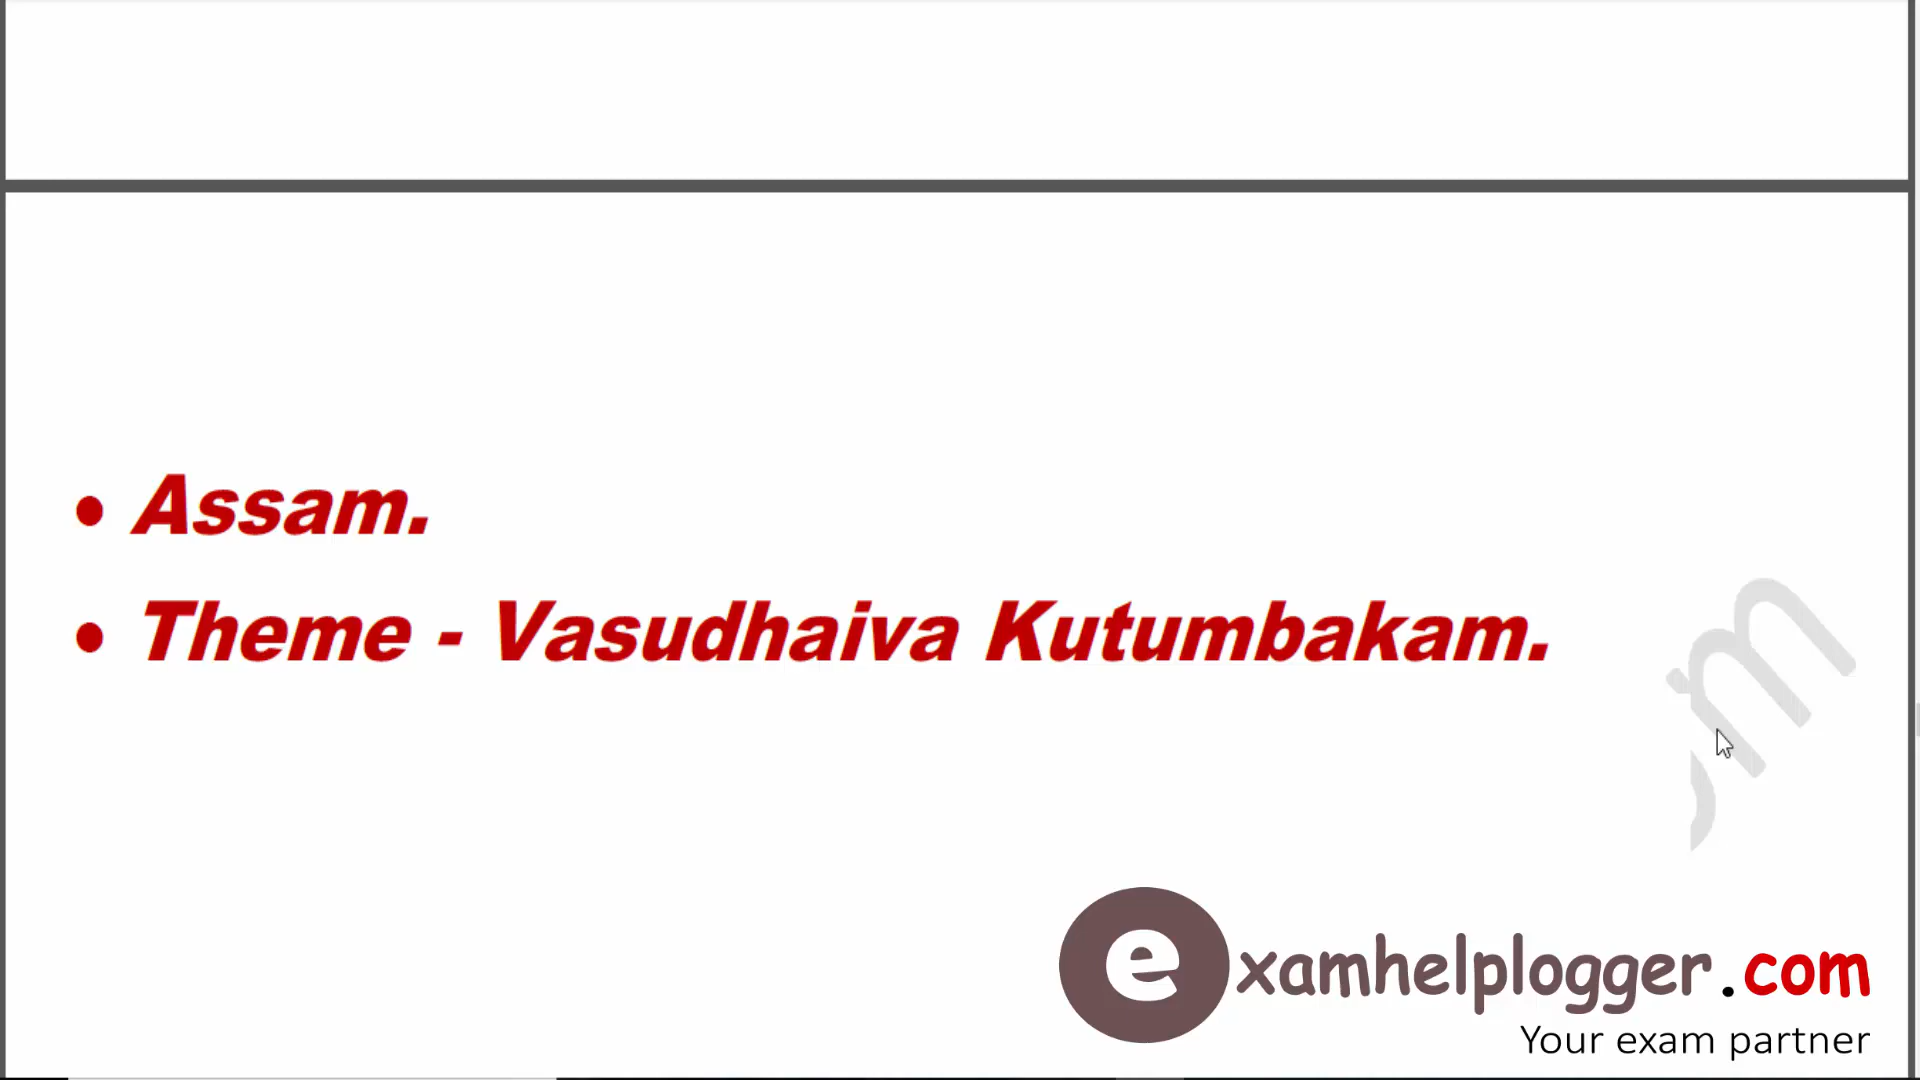 • Assam.
• Theme - Vasudhaiva Kutumbakam.
m
examhelplogger.com
Your exam partner